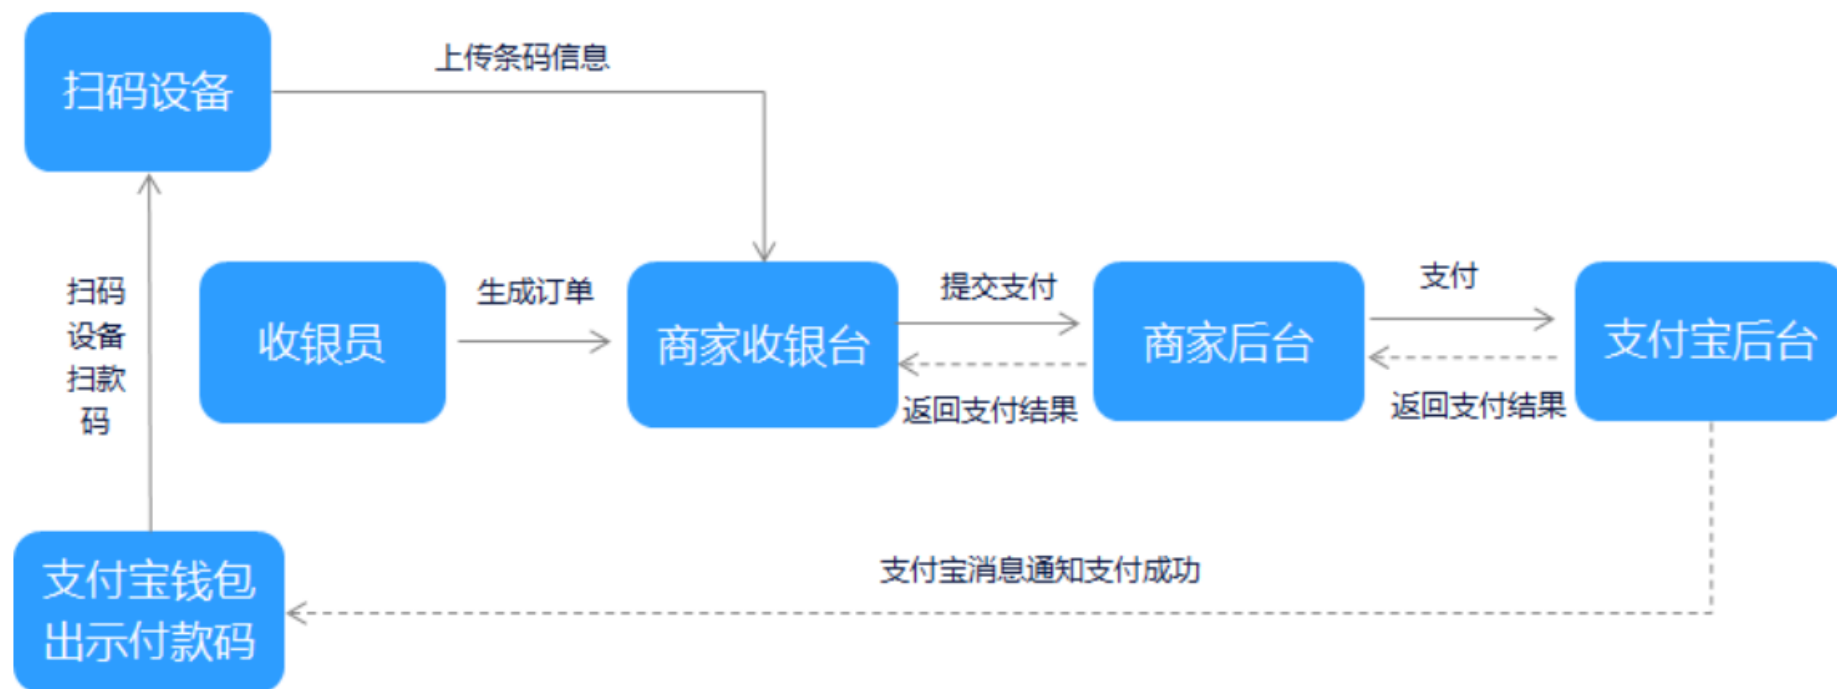 扫码设备
上传条码信息
扫码
设备
扫款
码
收银员
生成订单
商家收银台
提交支付
返回支付结果
商家后台
支付
返回支付结果
支付宝后台
支付宝钱包
出示付款码
支付宝消息通知支付成功